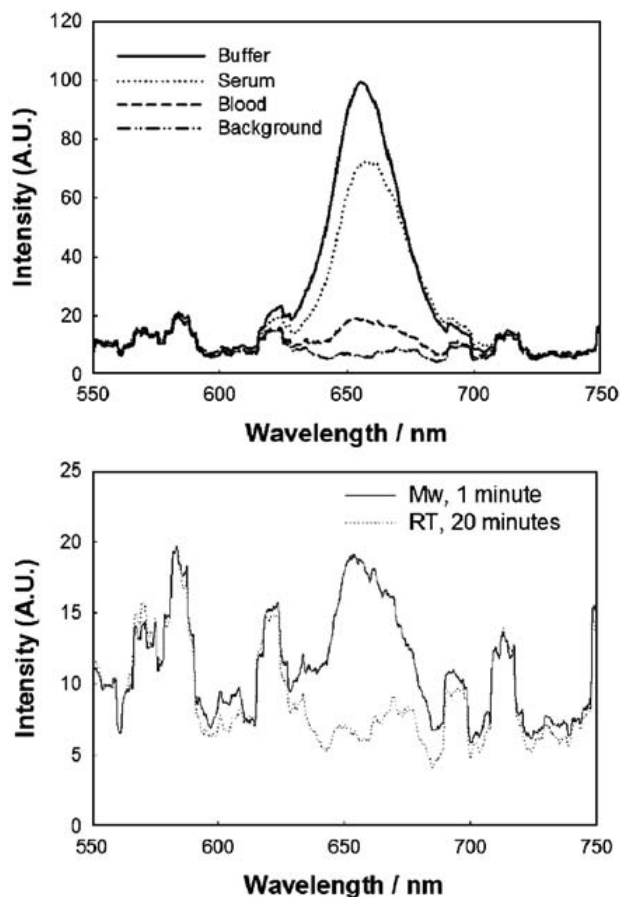 120
100
80
60
40
20
0
Intensity (A.U.)
Buffer
Serum
Blood
Background
550 600 650 700 750
Wavelength / nm
25
20
15
10
5
0
Intensity (A.U.)
Mw, 1 minute
RT, 20 minutes
550 600 650 700 750
Wavelength / nm